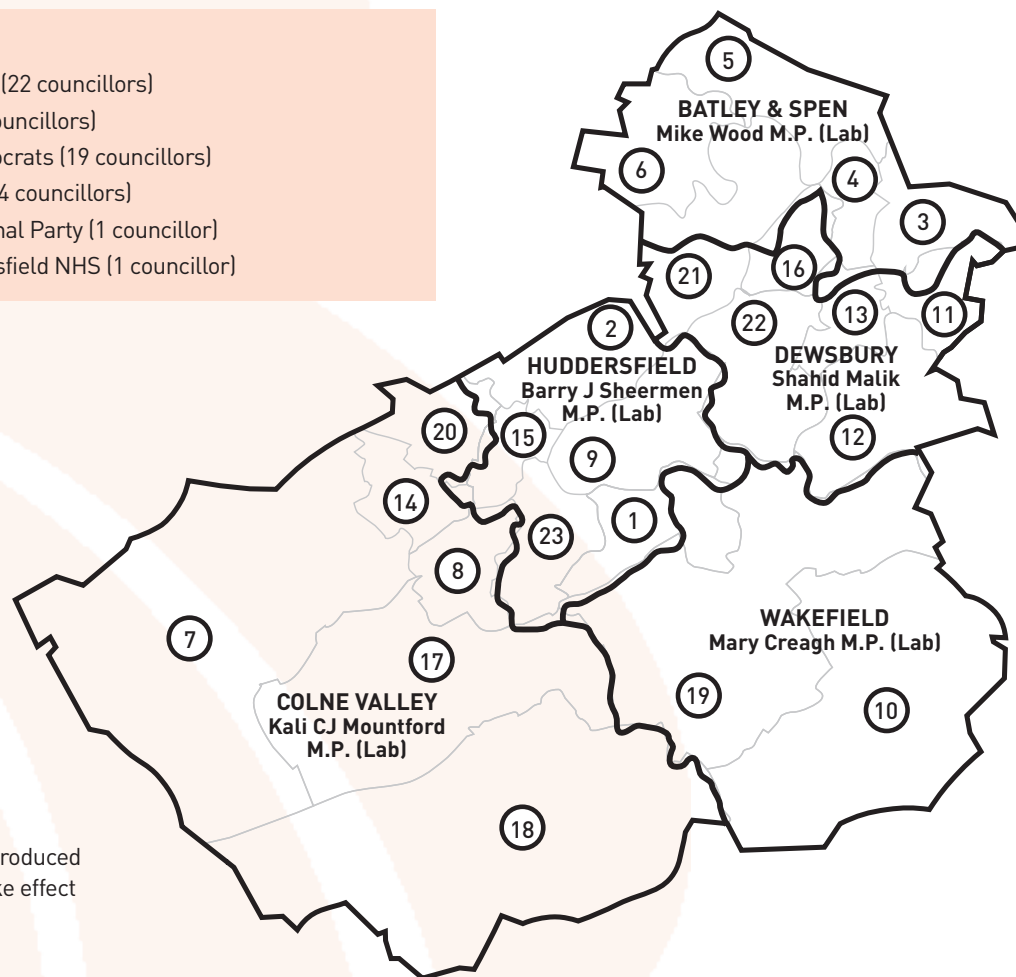 (22 councillors)
ouncillors)
ocrats (19 councillors)
4 councillors)
nal Party (1 councillor)
sfield NHS (1 councillor)
5
BATLEY & SPEN
Mike Wood M.P. (Lab)
6
4
3
21
16
2
22
13
11
HUDDERSFIELD
Barry J Sheermen
M.P. (Lab)
DEWSBURY
Shahid Malik
M.P. (Lab)
20
15
9
12
14
23
1
8
7
17
WAKEFIELD
Mary Creagh M.P. (Lab)
COLNE VALLEY
Kali CJ Mountford
M.P. (Lab)
19
10
18
roduced
ke effect